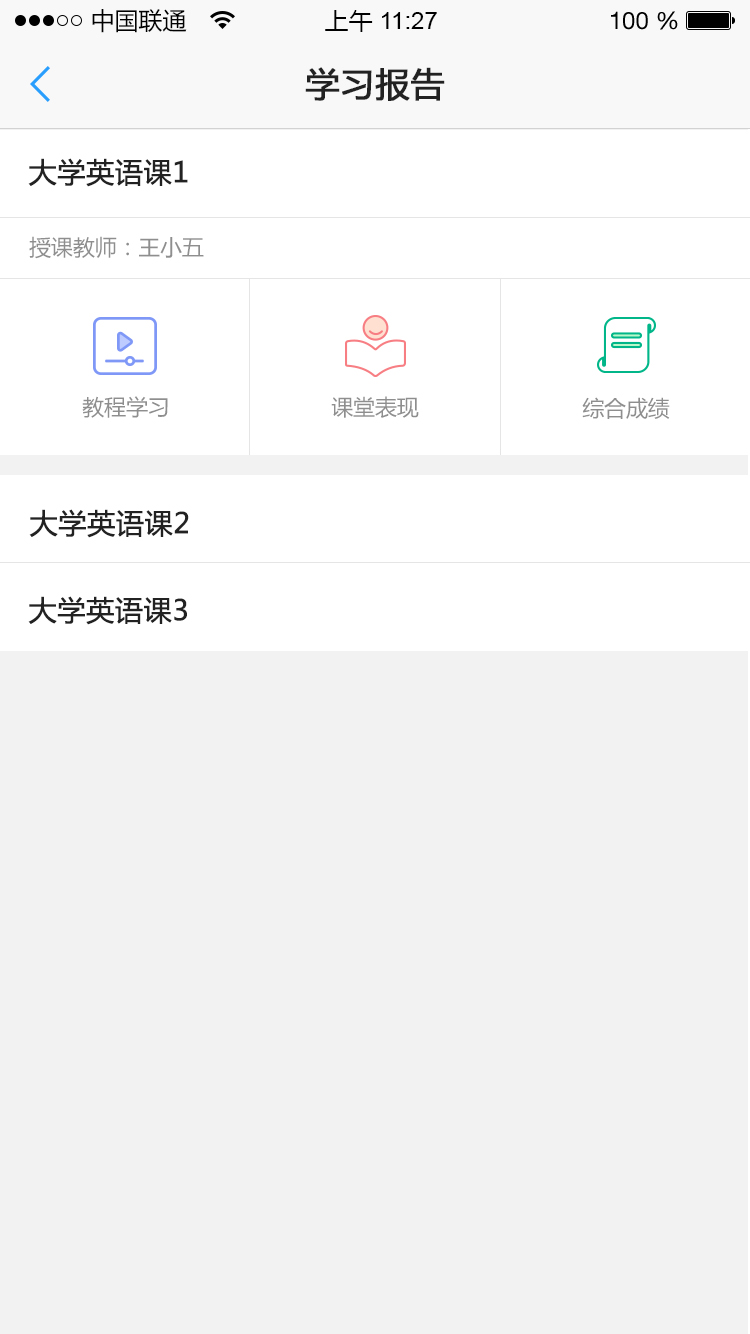 中国联通 上午 11:27 100 %
学习报告
大学英语课1
授课教师：王小五
教程学习 课堂表现 综合成绩
大学英语课2
大学英语课3